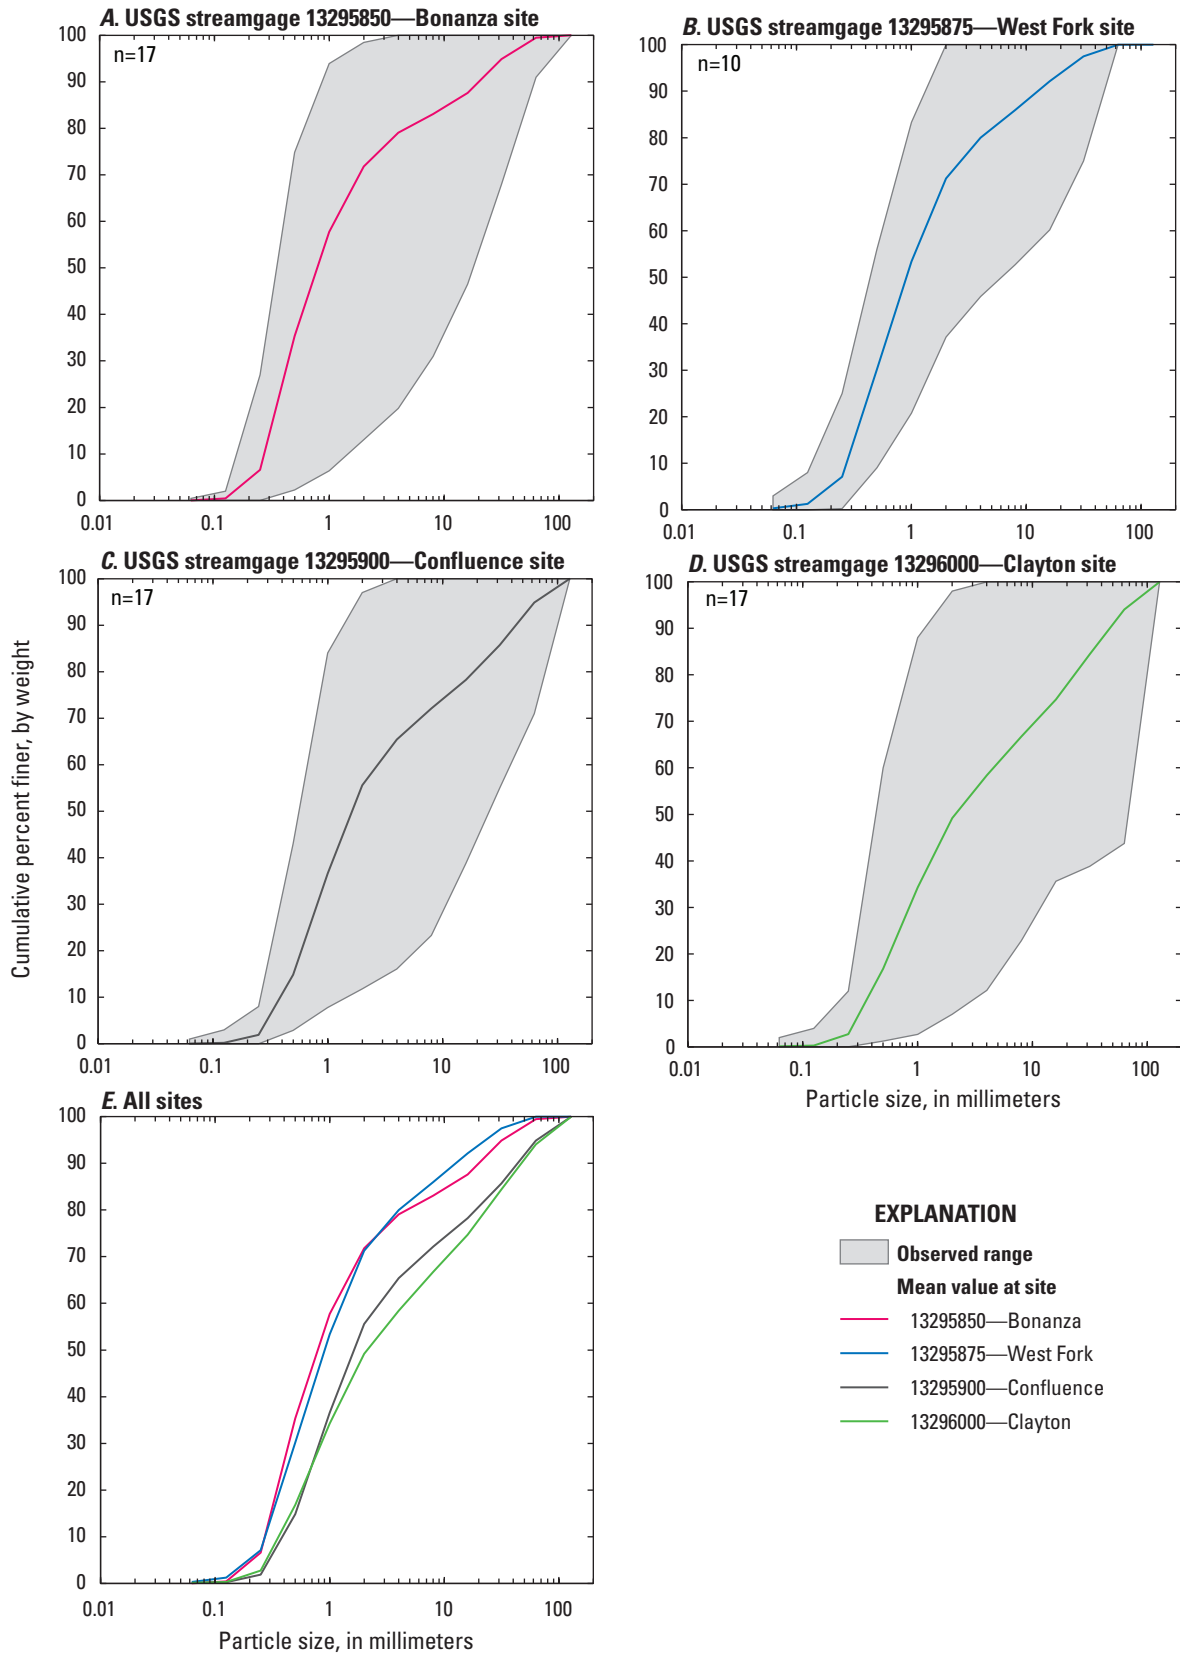 A. USGS streamgage 13295850—Bonanza site
n=17
100
90
80
70
60
50
40
30
20
10
0
0.01 0.1 1 10 100
B. USGS streamgage 13295875—West Fork site
n=10
100
90
80
70
60
50
40
30
20
10
0
0.01 0.1 1 10 100
C. USGS streamgage 13295900—Confluence site
n=17
100
90
80
70
60
50
40
30
20
10
0
0.01 0.1 1 10 100
D. USGS streamgage 13296000—Clayton site
n=17
100
90
80
70
60
50
40
30
20
10
0
0.01 0.1 1 10 100
Particle size, in millimeters
Cumulative percent finer, by weight
E. All sites
100
90
80
70
60
50
40
30
20
10
0
0.01 0.1 1 10 100
Particle size, in millimeters
EXPLANATION
Observed range
Mean value at site
13295850—Bonanza
13295875—West Fork
13295900—Confluence
13296000—Clayton